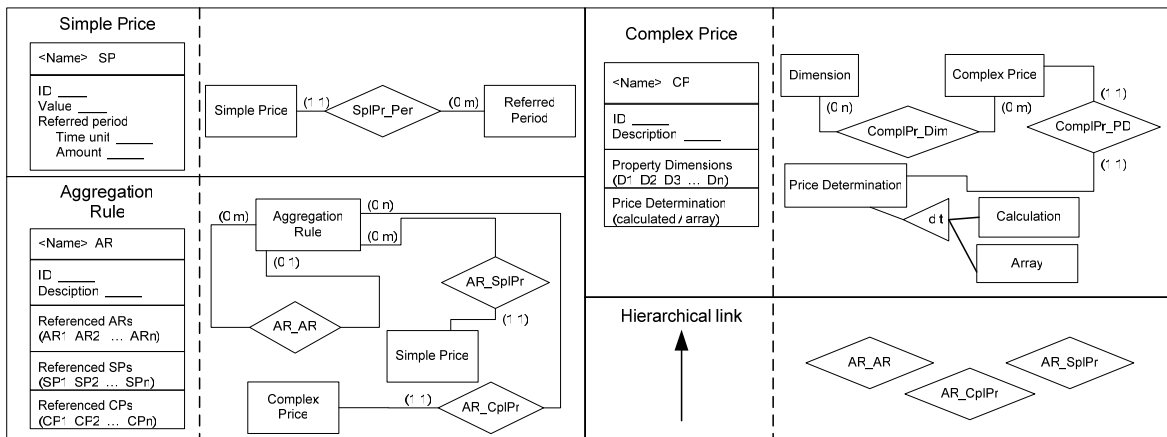 Simple Price
<Name> SP
ID ____
Value ____
Referred period
Time unit _____
Amount _____
Simple Price
(1 1)
SplPr_Per
(0 m)
Referred
Period
Complex Price
<Name> CP
ID ____
Description _____
Property Dimensions
(D1 D2 D3 ... Dn)
Price Determination
(calculated / array)
Dimension
Complex Price
(0 n)
(0 m)
(1 1)
ComplPr_Dim
ComplPr_PD
(1 1)
Price Determination
d t
Calculation
Array
Aggregation
Rule
<Name> AR
ID ____
Desciption _____
Referenced ARs
(AR1 AR2 ... ARn)
Referenced SPs
(SP1 SP2 ... SPn)
Referenced CPs
(CP1 CP2 ... CPn)
(0 m)
Aggregation
Rule
(0 n)
(0 m)
(0 1)
AR_SplPr
AR_AR
(1 1)
Simple Price
Complex
Price
(1 1)
AR_CplPr
Hierarchical link
AR_AR
AR_SplPr
AR_CplPr